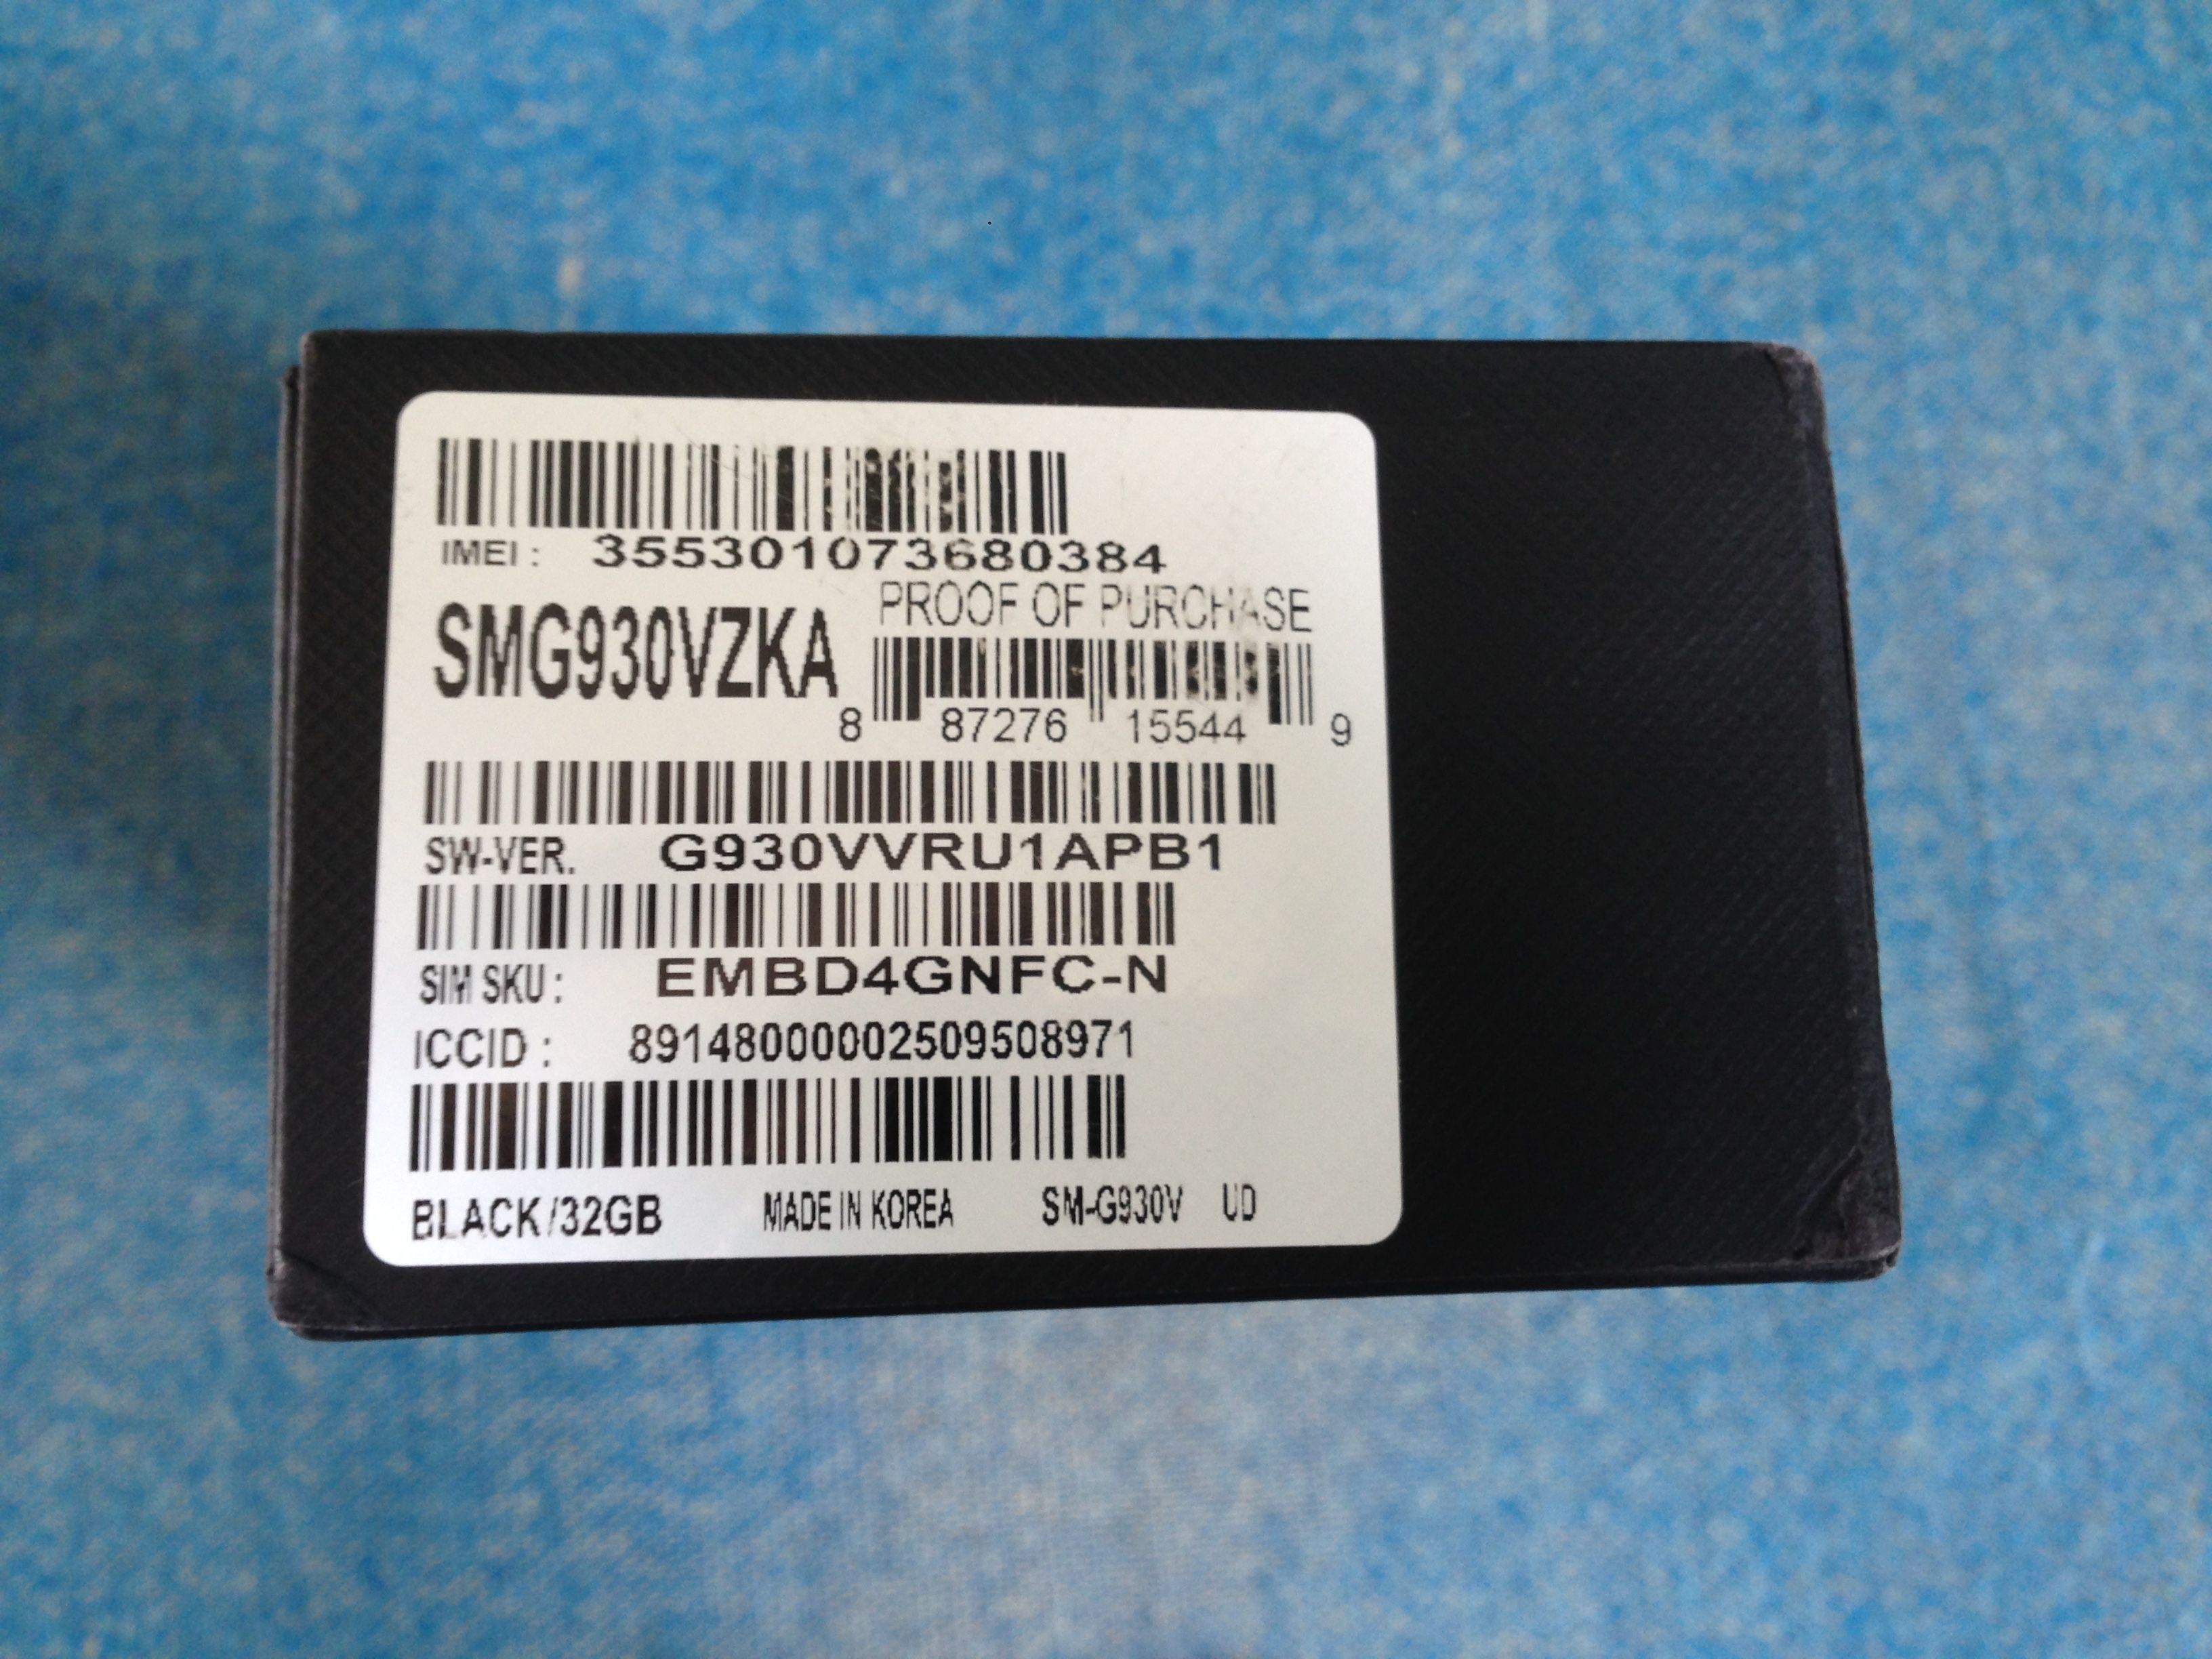 IMEI : 355301073680384
PROOF OF PURCHASE
SMG930VZKA
8 87276 15544 9
SW-VER. G930VVRU1APB1
SIM SKU : EMBD4GNFC-N
ICCID : 89148000002509508971
BLACK/32GB MADE IN KOREA SM-G930V UD